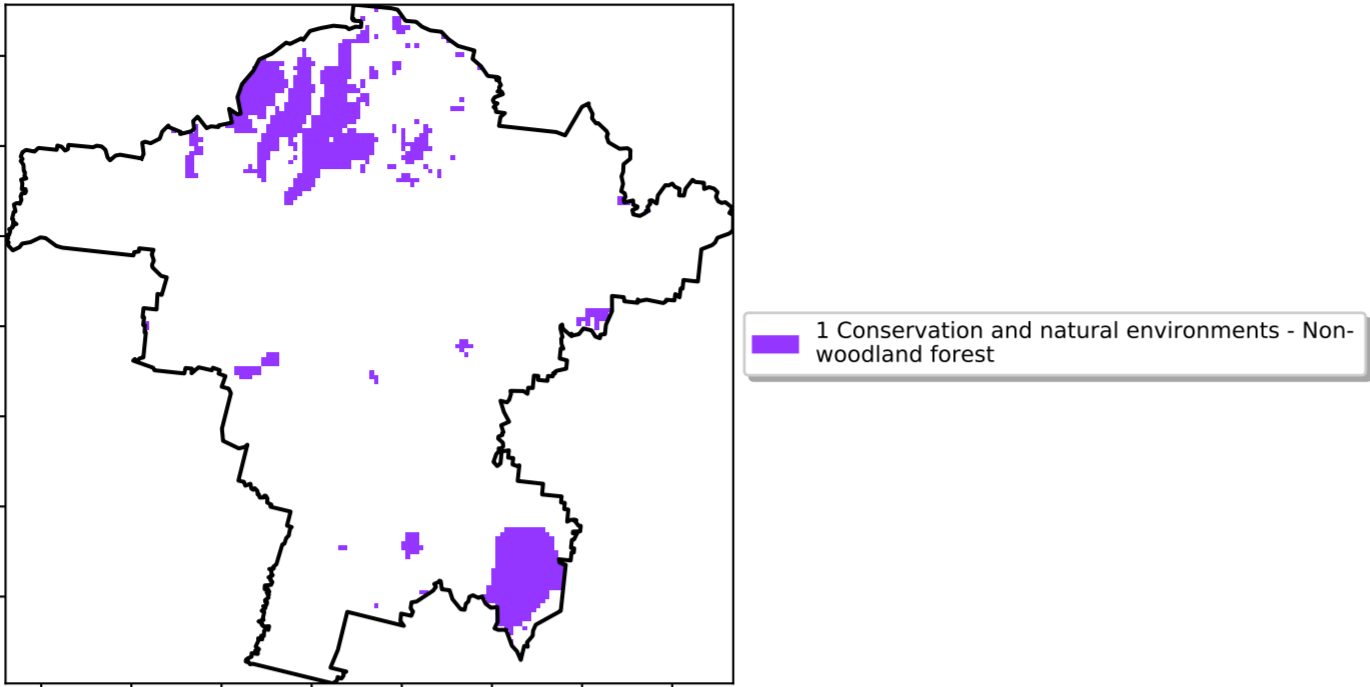 1 Conservation and natural environments - Non-
woodland forest